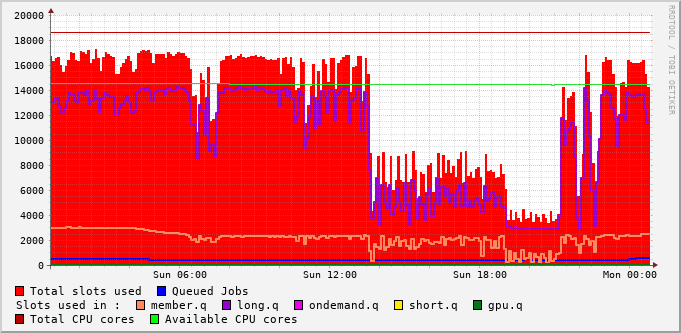 20000
18000
16000
14000
12000
10000
8000
6000
4000
2000
0
Sun 06:00 Sun 12:00 Sun 18:00 Mon 00:00
RRDTOOL / TOBI OETIKER
Total slots used Queued Jobs
Slots used in : member.q long.q ondemand.q short.q gpu.q
Total CPU cores Available CPU cores